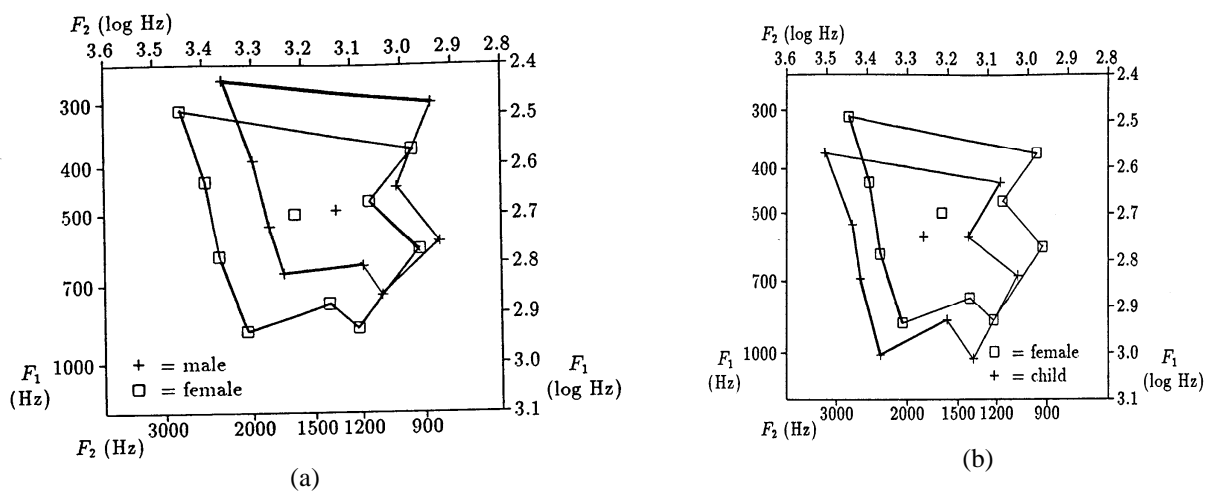 F₂ (log Hz)
3.6 3.5 3.4 3.3 3.2 3.1 3.0 2.9 2.8
2.4
300 2.5
400 2.6
500 2.7
2.8
700
2.9
1000 3.0
F₁ (Hz)
F₁ (log Hz)
3.1
+ = male
□ = female
3000 2000 1500 1200 900
F₂ (Hz)
(a)
F₂ (log Hz)
3.6 3.5 3.4 3.3 3.2 3.1 3.0 2.9 2.8
2.4
300 2.5
400 2.6
500 2.7
2.8
700
2.9
1000 3.0
F₁ (Hz)
F₁ (log Hz)
3.1
□ = female
+ = child
3000 2000 1500 1200 900
F₂ (Hz)
(b)